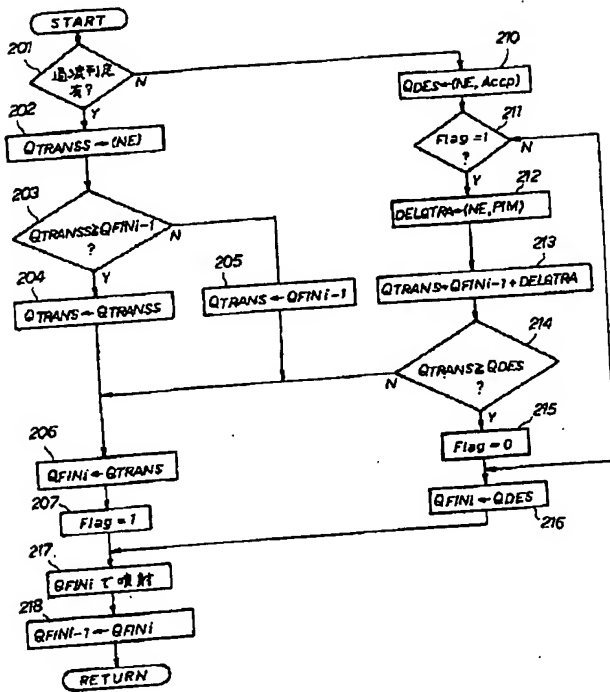 START
201
過渡判定
有?
N
Y
202
QTRANSS←(NE)
203
QTRANSS≧QFINi-1
?
N
Y
204
QTRANS←QTRANSS
205
QTRANS←QFINi-1
206
QFINi←QTRANS
207
Flag=1
217
QFINiで噴射
218
QFINi-1←QFINi
RETURN
210
QDES←(NE,Accp)
211
Flag=1
?
N
Y
212
DELQTRA←(NE,PIM)
213
QTRANS←QFINi-1+DELQTRA
214
QTRANS≧QDES
?
N
Y
215
Flag=0
QFINi←QDES
216